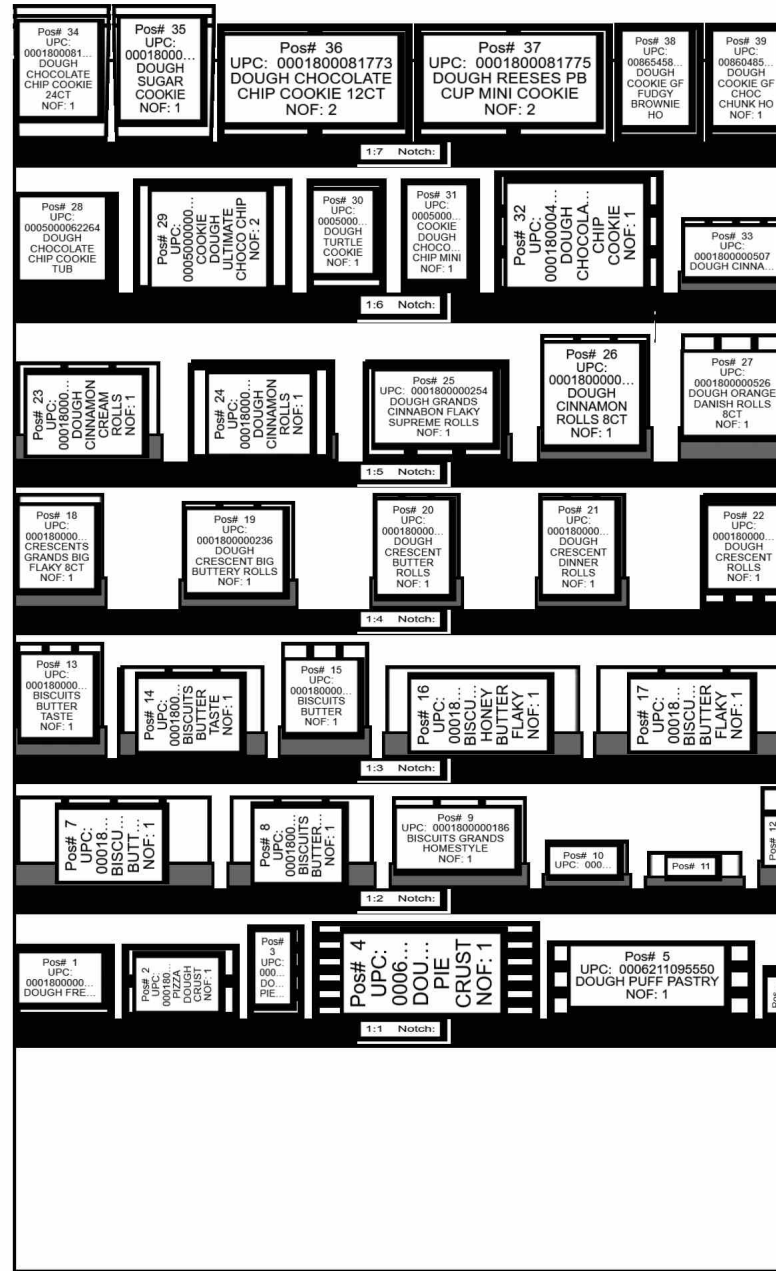 Pos# 34
UPC:
0001800081...
DOUGH
CHOCOLATE
CHIP COOKIE
24CT
NOF: 1
Pos# 35
UPC:
00018000...
DOUGH
SUGAR
COOKIE
NOF: 1
Pos# 36
UPC: 0001800081773
DOUGH CHOCOLATE
CHIP COOKIE 12CT
NOF: 2
Pos# 37
UPC: 0001800081775
DOUGH REESES PB
CUP MINI COOKIE
NOF: 2
Pos# 38
UPC:
00865458...
DOUGH
COOKIE GF
FUDGY
BROWNIE
HO
Pos# 39
UPC:
00860485...
DOUGH
COOKIE GF
CHOC
CHUNK HO
NOF: 1
1:7 Notch:
Pos# 28
UPC:
0005000062264
DOUGH
CHOCOLATE
CHIP COOKIE
TUB
Pos# 29
UPC:
0005000000...
COOKIE
DOUGH
ULTIMATE
CHOCO CHIP
NOF: 2
Pos# 30
UPC:
0005000...
DOUGH
TURTLE
COOKIE
NOF: 1
Pos# 31
UPC:
0005000...
COOKIE
DOUGH
CHOCO...
CHIP MINI
NOF: 1
Pos# 32
UPC:
000180004...
DOUGH
CHOCOLA...
CHIP
COOKIE
NOF: 1
Pos# 33
UPC:
0001800000507
DOUGH CINNA...
1:6 Notch:
Pos# 23
UPC:
00018000...
DOUGH
CINNAMON
CREAM
ROLLS
NOF: 1
Pos# 24
UPC:
00018000...
DOUGH
CINNAMON
ROLLS
NOF: 1
Pos# 25
UPC: 0001800000254
DOUGH GRANDS
CINNABON FLAKY
SUPREME ROLLS
NOF: 1
Pos# 26
UPC:
0001800000...
DOUGH
CINNAMON
ROLLS 8CT
NOF: 1
Pos# 27
UPC:
0001800000526
DOUGH ORANGE
DANISH ROLLS
8CT
NOF: 1
1:5 Notch:
Pos# 18
UPC:
000180000...
CRESCENTS
GRANDS BIG
FLAKY 8CT
NOF: 1
Pos# 19
UPC:
0001800000236
DOUGH
CRESCENT BIG
BUTTERY ROLLS
NOF: 1
Pos# 20
UPC:
000180000...
DOUGH
CRESCENT
BUTTER
ROLLS
NOF: 1
Pos# 21
UPC:
000180000...
DOUGH
CRESCENT
DINNER
ROLLS
NOF: 1
Pos# 22
UPC:
000180000...
DOUGH
CRESCENT
ROLLS
NOF: 1
1:4 Notch:
Pos# 13
UPC:
000180000...
BISCUITS
BUTTER
TASTE
NOF: 1
Pos# 14
UPC:
0001800...
BISCUITS
BUTTER
TASTE
NOF: 1
Pos# 15
UPC:
000180000...
BISCUITS
BUTTER
NOF: 1
Pos# 16
UPC:
00018...
BISCU...
HONEY
BUTTER
FLAKY
NOF: 1
Pos# 17
UPC:
00018...
BISCU...
BUTTER
FLAKY
NOF: 1
1:3 Notch:
Pos# 7
UPC:
00018...
BISCU...
BUTT...
NOF: 1
Pos# 8
UPC:
0001800...
BISCUITS
BUTTER...
NOF: 1
Pos# 9
UPC: 0001800000186
BISCUITS GRANDS
HOMESTYLE
NOF: 1
Pos# 10
UPC: 000...
Pos# 11
Pos# 12
1:2 Notch:
Pos# 1
UPC:
0001800000...
DOUGH FRE...
Pos# 2
UPC:
000180...
PIZZA
DOUGH
CRUST
NOF: 1
Pos#
3
UPC:
000...
DO...
PIE...
Pos# 4
UPC:
0006...
DOU...
PIE
CRUST
NOF: 1
Pos# 5
UPC: 0006211095550
DOUGH PUFF PASTRY
NOF: 1
Pos
1:1 Notch: